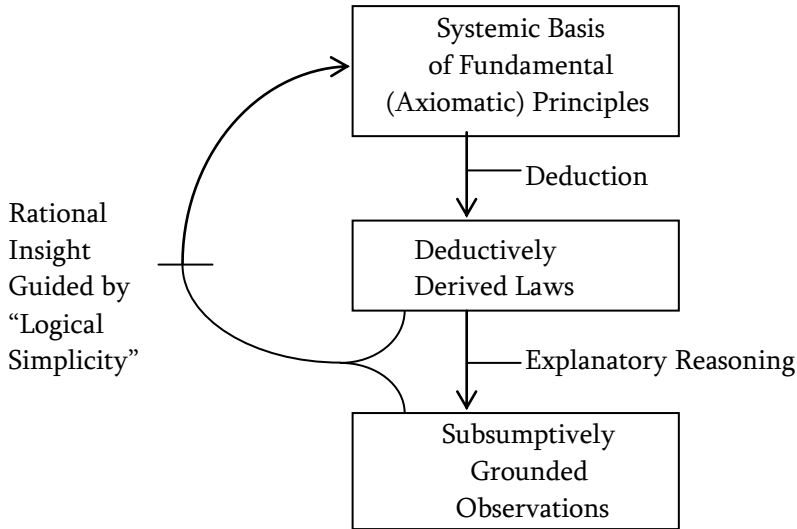 Systemic Basis
of Fundamental
(Axiomatic) Principles
Deduction
Rational
Insight
Guided by
“Logical
Simplicity”
Deductively
Derived Laws
Explanatory Reasoning
Subsumptively
Grounded
Observations